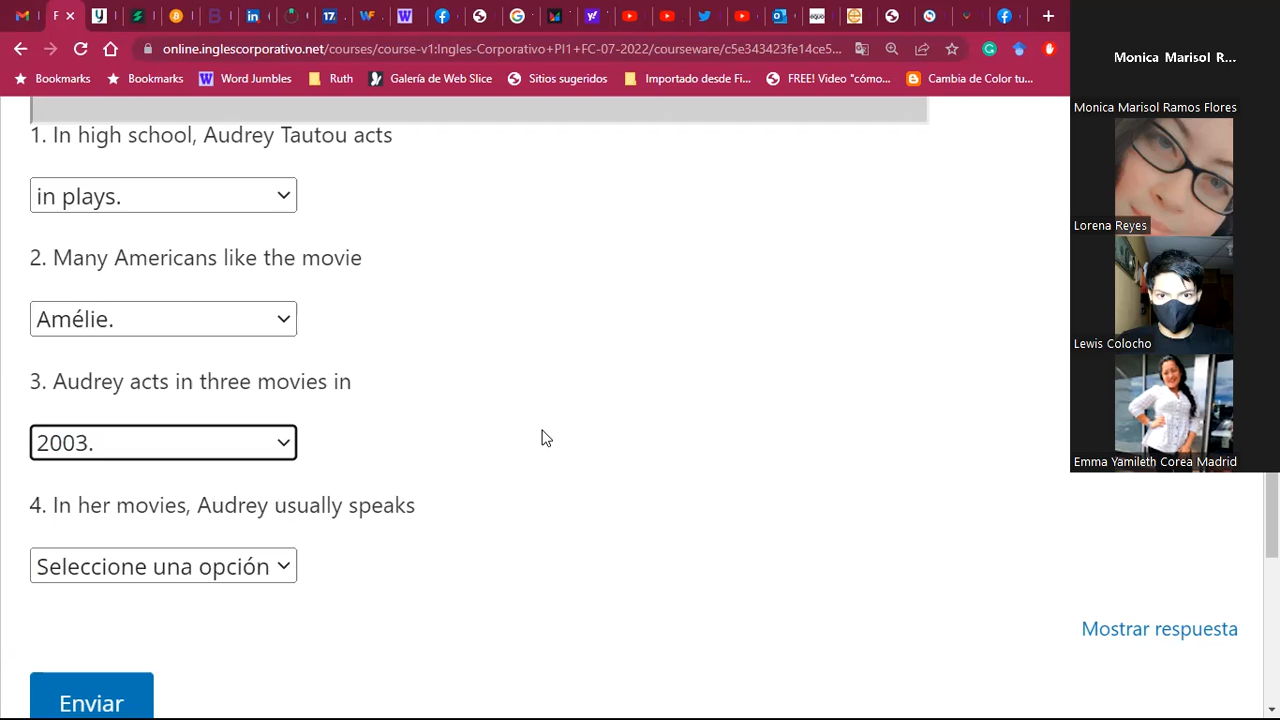 F
17
WF
W
online.inglescorporativo.net/courses/course-v1:Ingles-Corporativo+PI1+FC-07-2022/courseware/c5e343423fe14ce5...
Bookmarks Bookmarks Word Jumbles Ruth Galería de Web Slice Sitios sugeridos Importado desde Fi... FREE! Video "cómo... Cambia de Color tu...
1. In high school, Audrey Tautou acts
in plays.
2. Many Americans like the movie
Amélie.
3. Audrey acts in three movies in
2003.
4. In her movies, Audrey usually speaks
Seleccione una opción
Mostrar respuesta
Enviar
Monica Marisol R...
Monica Marisol Ramos Flores
Lorena Reyes
Lewis Colocho
Emma Yamileth Corea Madrid